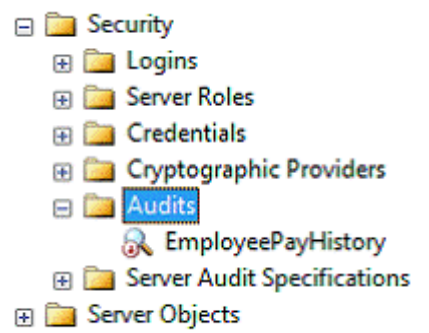 Security
Logins
Server Roles
Credentials
Cryptographic Providers
Audits
EmployeePayHistory
Server Audit Specifications
Server Objects